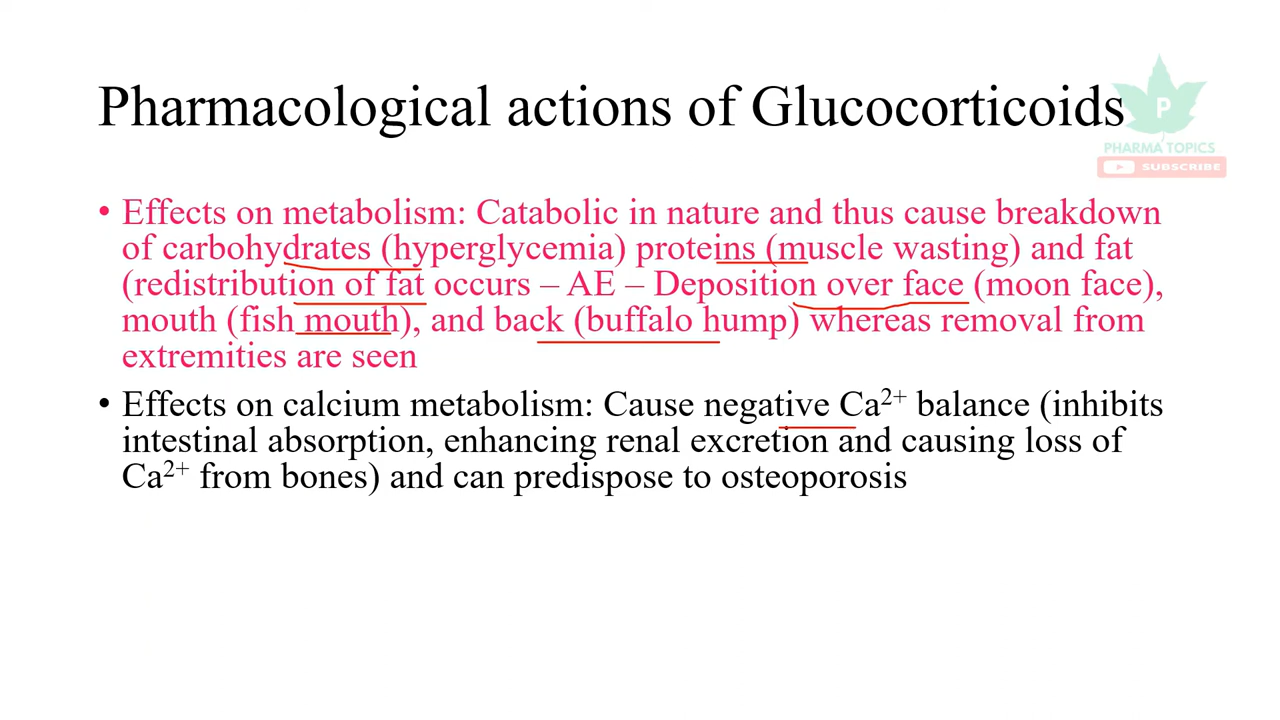 Pharmacological actions of Glucocorticoids
P
PHARMA TOPICS
SUBSCRIBE
• Effects on metabolism: Catabolic in nature and thus cause breakdown
of carbohydrates (hyperglycemia) proteins (muscle wasting) and fat
(redistribution of fat occurs – AE – Deposition over face (moon face),
mouth (fish mouth), and back (buffalo hump) whereas removal from
extremities are seen
• Effects on calcium metabolism: Cause negative Ca²⁺ balance (inhibits
intestinal absorption, enhancing renal excretion and causing loss of
Ca²⁺ from bones) and can predispose to osteoporosis